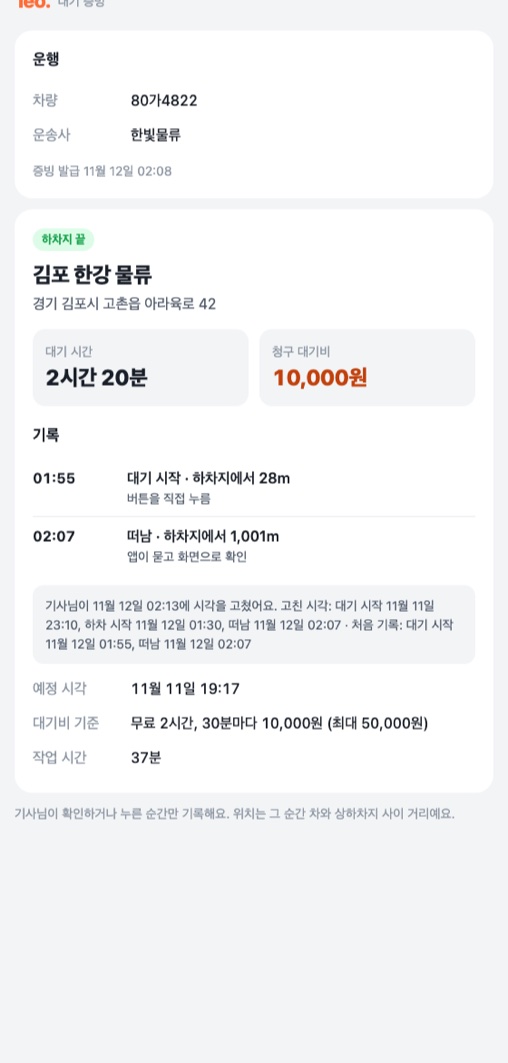 leo. 대기 증빙
운행
차량 80가4822
운송사 한빛물류
증빙 발급 11월 12일 02:08
하차지 끝
김포 한강 물류
경기 김포시 고촌읍 아라육로 42
대기 시간
2시간 20분
청구 대기비
10,000원
기록
01:55 대기 시작 · 하차지에서 28m
버튼을 직접 누름
02:07 떠남 · 하차지에서 1,001m
앱이 묻고 화면으로 확인
기사님이 11월 12일 02:13에 시각을 고쳤어요. 고친 시각: 대기 시작 11월 11일
23:10, 하차 시작 11월 12일 01:30, 떠남 11월 12일 02:07 · 처음 기록: 대기 시작
11월 12일 01:55, 떠남 11월 12일 02:07
예정 시각 11월 11일 19:17
대기비 기준 무료 2시간, 30분마다 10,000원 (최대 50,000원)
작업 시간 37분
기사님이 확인하거나 누른 순간만 기록해요. 위치는 그 순간 차와 상하차지 사이 거리예요.